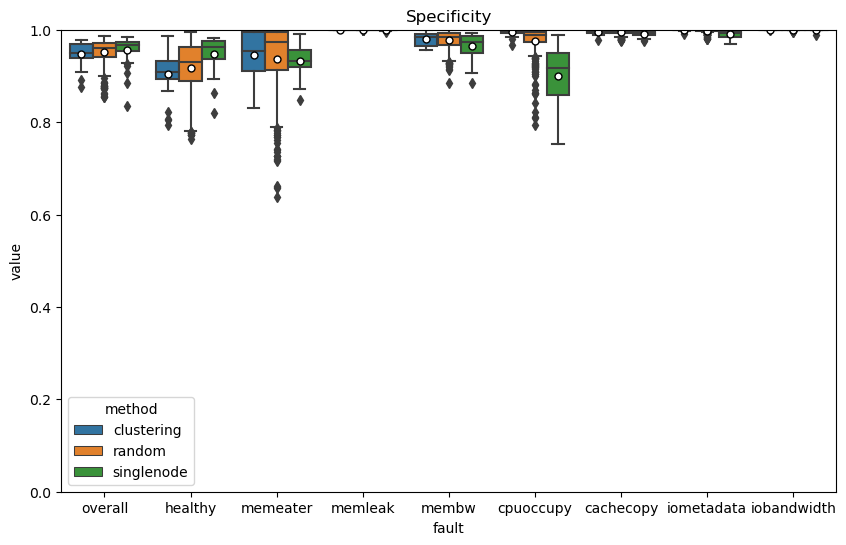 Specificity
value
1.0
0.8
0.6
0.4
0.2
0.0
method
clustering
random
singlenode
overall healthy memeater memleak membw cpuoccupy cachecopy iometadata iobandwidth
fault